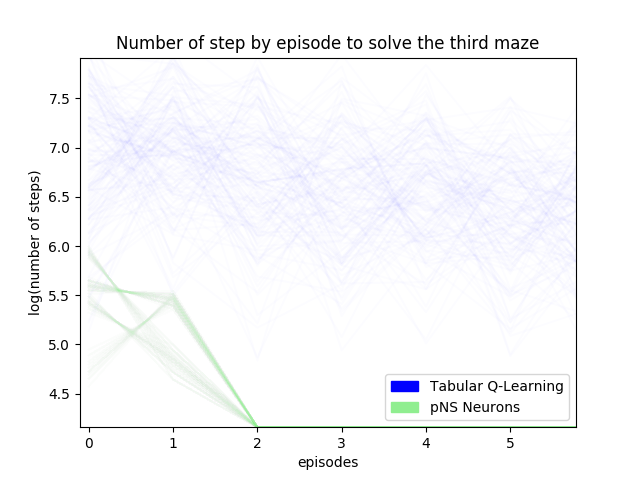 Number of step by episode to solve the third maze
log(number of steps)
7.5
7.0
6.5
6.0
5.5
5.0
4.5
Tabular Q-Learning
pNS Neurons
0 1 2 3 4 5
episodes